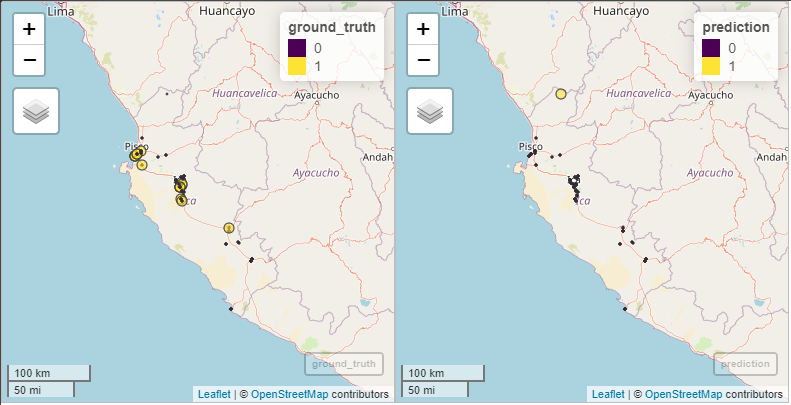 Lima
Huancayo
+
−
ground_truth
0
1
Huancavelica
Ayacucho
Pisco
Andah
Ayacucho
ca
100 km
50 mi
ground_truth
Leaflet | © OpenStreetMap contributors
Lima
Huancayo
+
−
prediction
0
1
Huancavelica
Ayacucho
Pisco
Andah
Ayacucho
ca
100 km
50 mi
prediction
Leaflet | © OpenStreetMap contributors